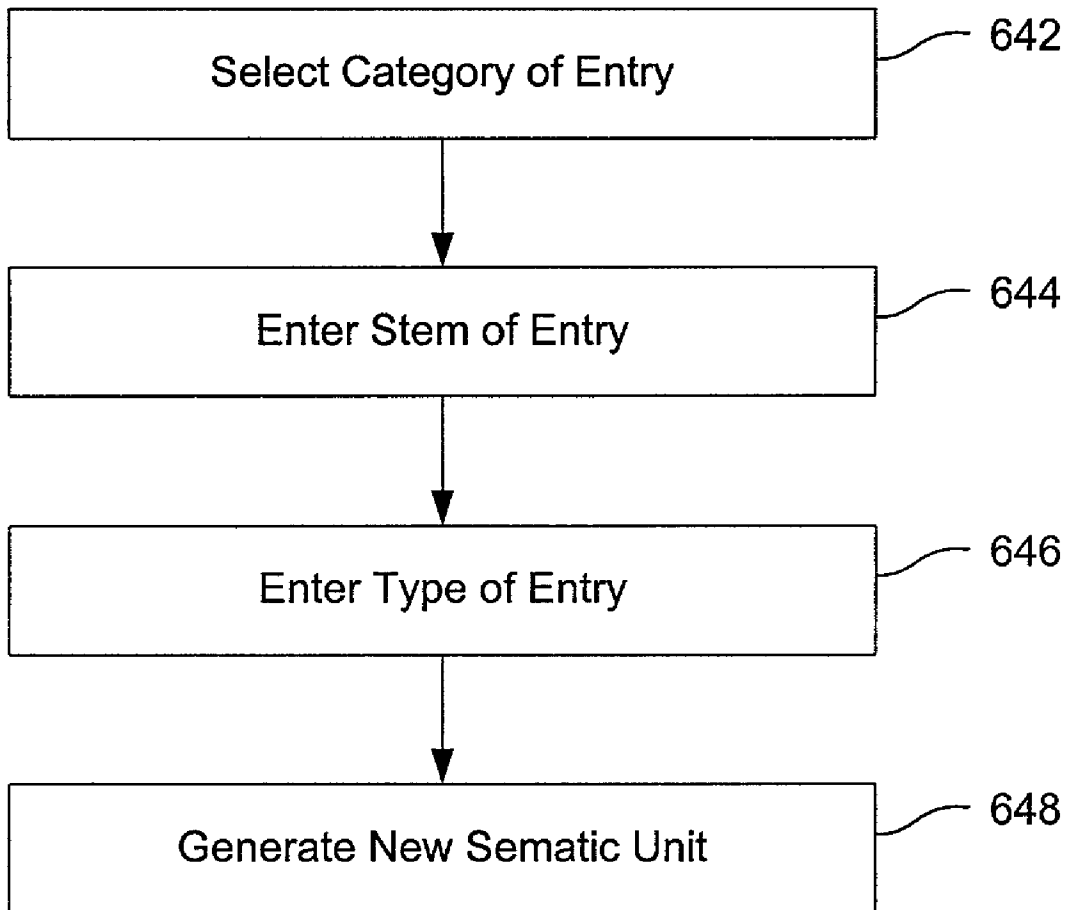 Select Category of Entry
642
Enter Stem of Entry
644
Enter Type of Entry
646
Generate New Sematic Unit
648